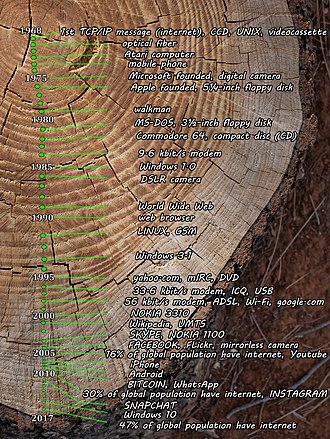 1968
1st TCP/IP message (internet), CCD, UNIX, videocassette
optical fiber
Atari computer
mobile phone
Microsoft founded, digital camera
1975
Apple founded, 5¼-inch floppy disk
walkman
1980
MS-DOS, 3½-inch floppy disk
Commodore 64, compact disc (CD)
9.6 kbit/s modem
1985
Windows 1.0
DSLR camera
World Wide Web
1990
web browser
LINUX, GSM
Windows 3.1
1995
yahoo.com, mIRC, DVD
33.6 kbit/s modem, ICQ, USB
56 kbit/s modem, ADSL, Wi-Fi, google.com
NOKIA 3310
2000
Wikipedia, UMTS
SKYPE, NOKIA 1100
FACEBOOK, Flickr, mirrorless camera
2005
16% of global population have internet, Youtube
iPhone
2010
Android
BITCOIN, WhatsApp
30% of global population have internet, INSTAGRAM
SNAPCHAT
Windows 10
2017
47% of global population have internet